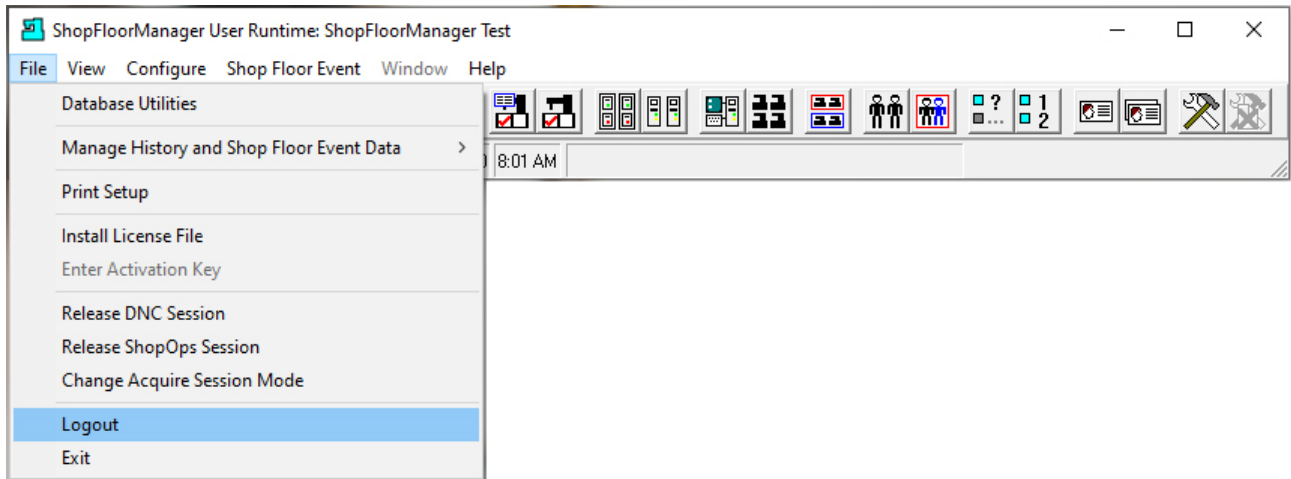 ShopFloorManager User Runtime: ShopFloorManager Test
File View Configure Shop Floor Event Window Help
Database Utilities
Manage History and Shop Floor Event Data
8:01 AM
Print Setup
Install License File
Enter Activation Key
Release DNC Session
Release ShopOps Session
Change Acquire Session Mode
Logout
Exit